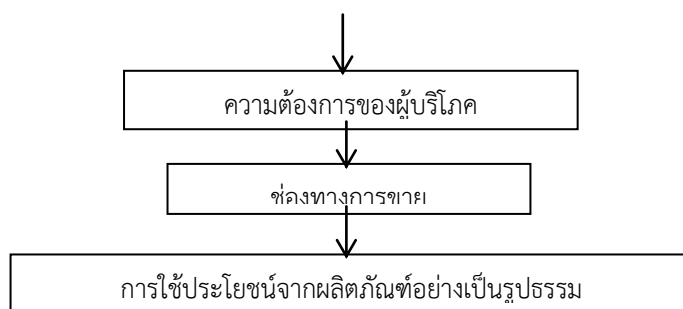 ความต้องการของผู้บริโภค
ช่องทางการขาย
การใช้ประโยชน์จากผลิตภัณฑ์อย่างเป็นรูปธรรม